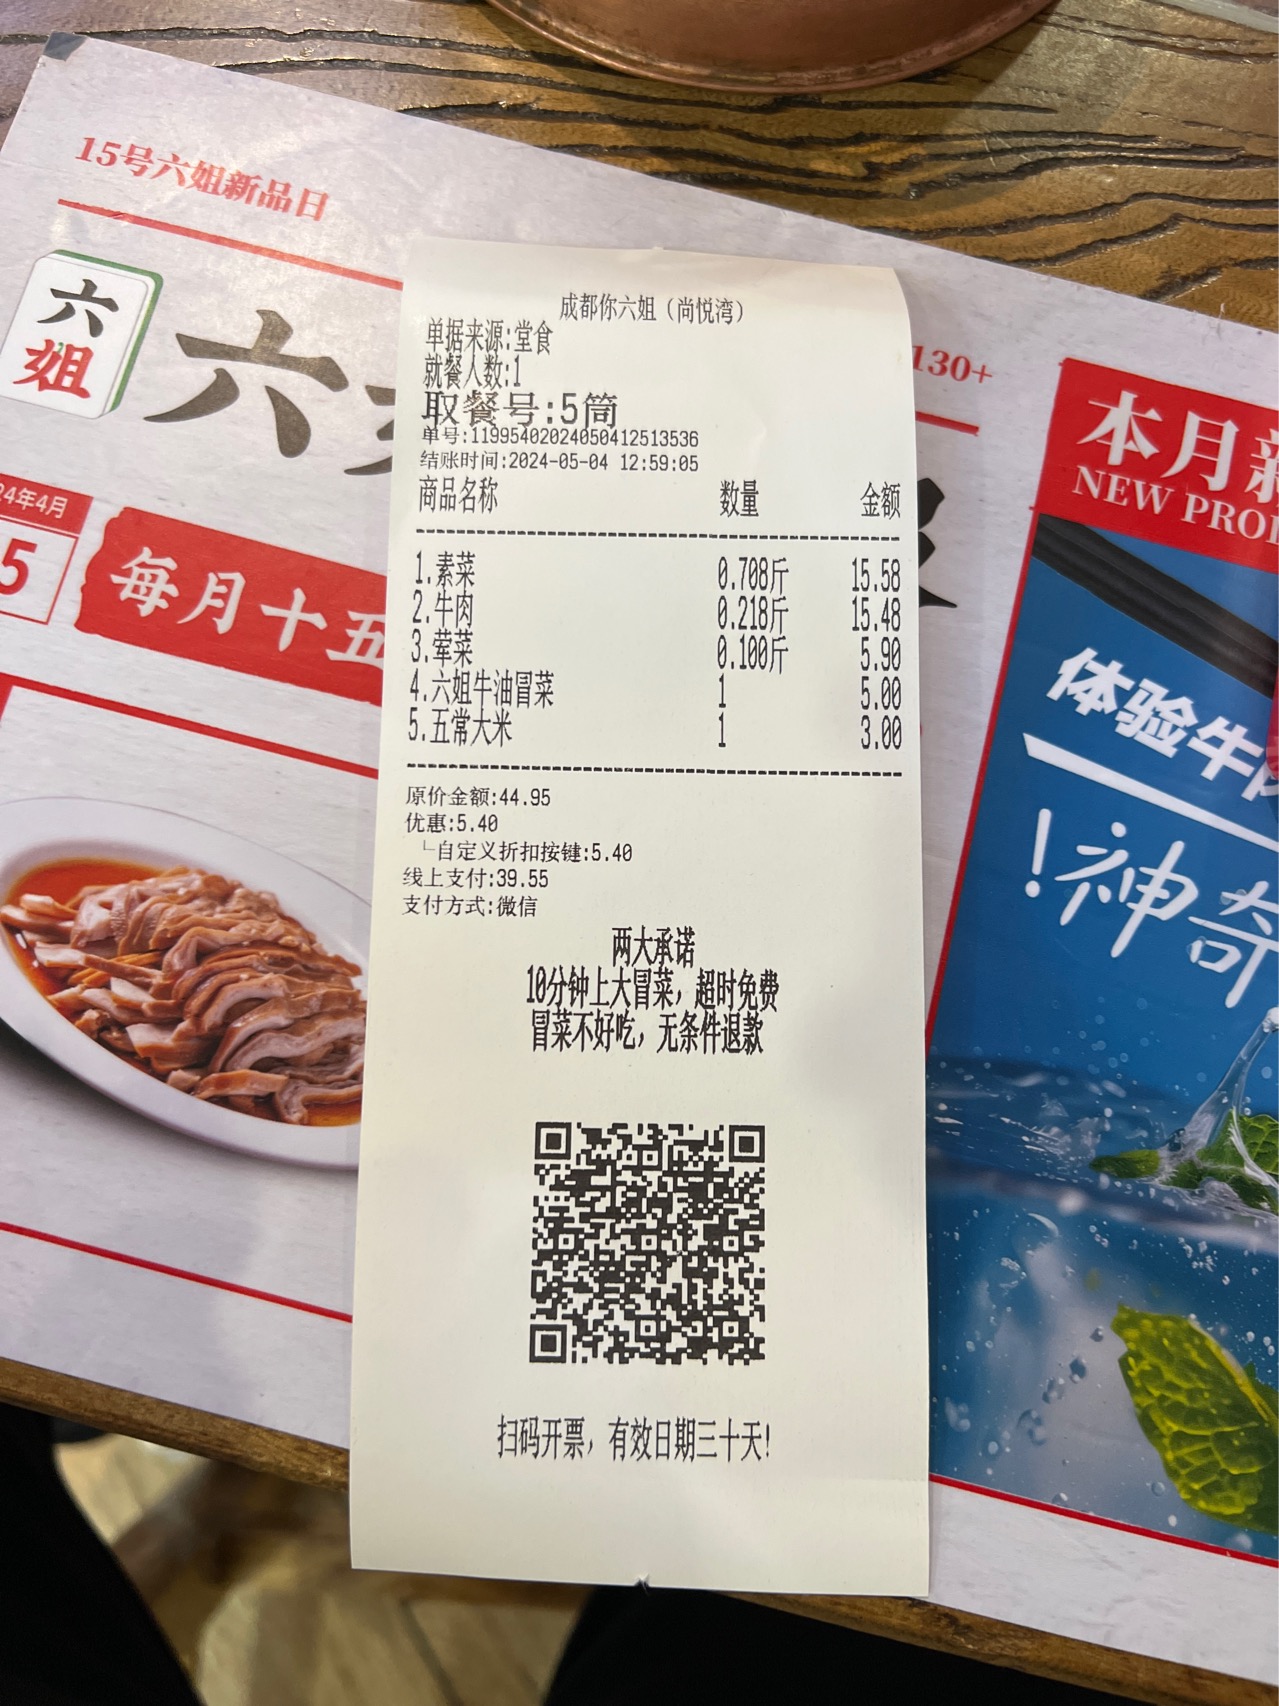 15号六姐新品日
六
姐
六
130+
24年4月
5
每月十五
本月新
NEW PROD
体验牛
!神奇
成都你六姐（尚悦湾）
单据来源:堂食
就餐人数:1
取餐号:5筒
单号:11995402024050412513536
结账时间:2024-05-04 12:59:05
商品名称 数量 金额
1.素菜 0.708斤 15.58
2.牛肉 0.218斤 15.48
3.荤菜 0.100斤 5.90
4.六姐牛油冒菜 1 5.00
5.五常大米 1 3.00
原价金额:44.95
优惠:5.40
└自定义折扣按键:5.40
线上支付:39.55
支付方式:微信
两大承诺
10分钟上大冒菜，超时免费
冒菜不好吃，无条件退款
扫码开票，有效日期三十天!